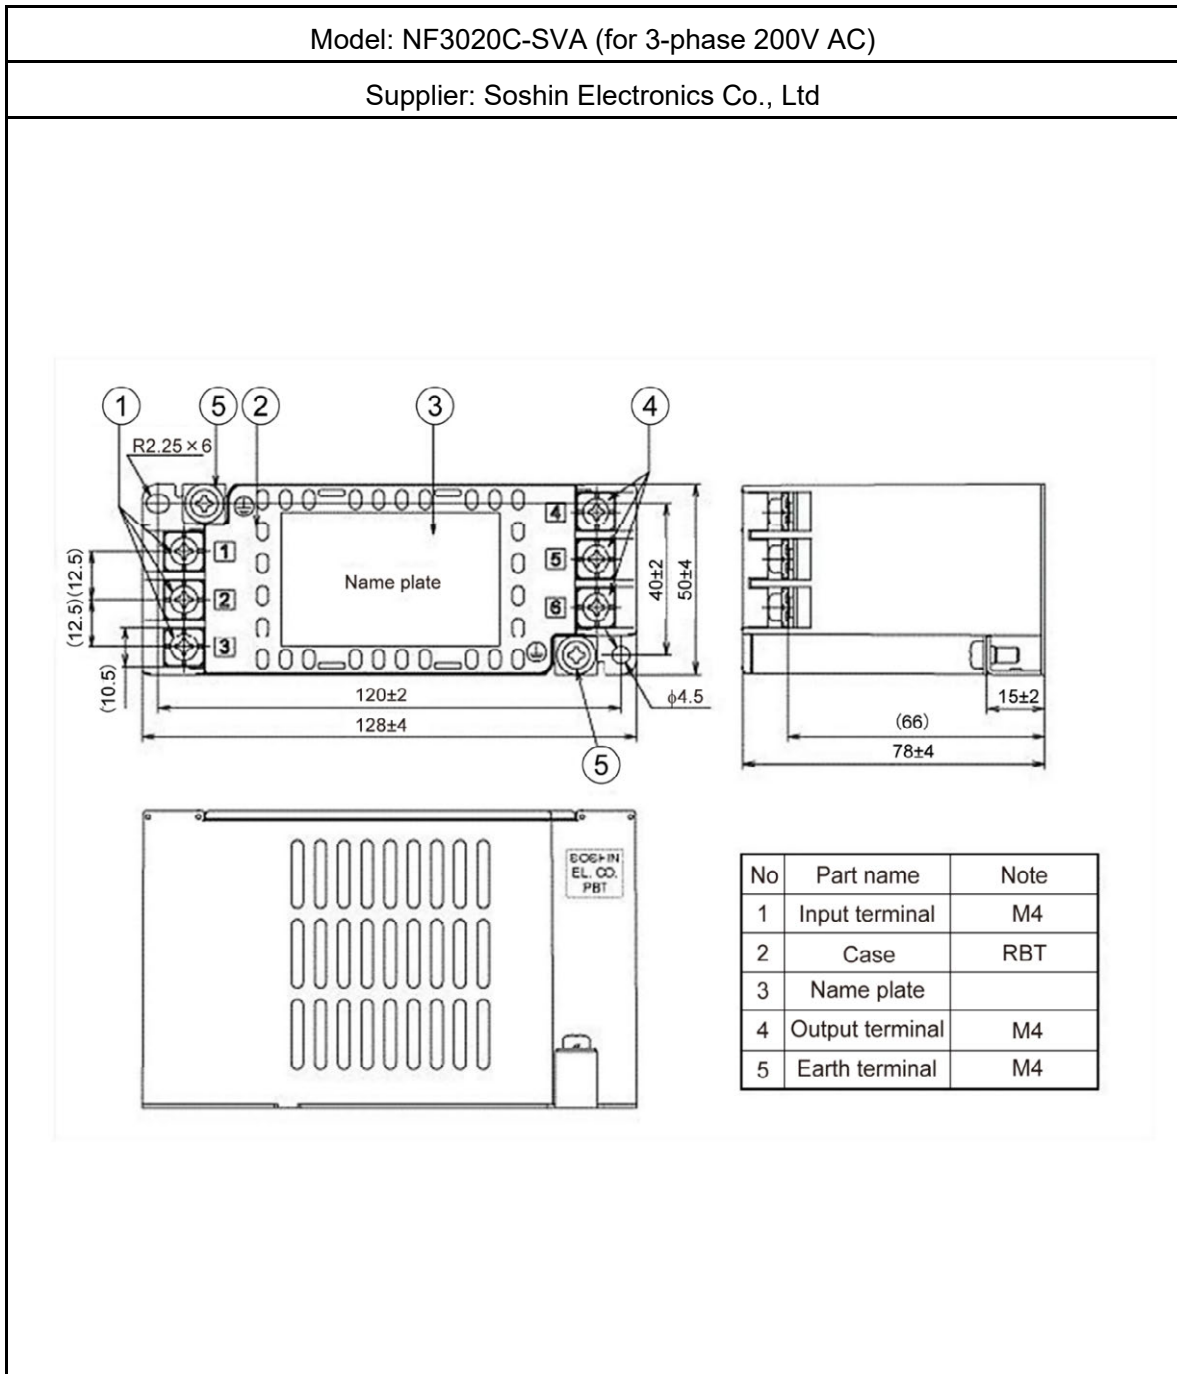 Model: NF3020C-SVA (for 3-phase 200V AC)
Supplier: Soshin Electronics Co., Ltd
1
5
2
3
4
R2.25×6
1
2
3
Name plate
4
5
6
(12.5)
(12.5)
(10.5)
40±2
50±4
120±2
128±4
ϕ4.5
5
15±2
(66)
78±4
SOSHIN
EL. CO.
PBT
No Part name Note
1 Input terminal M4
2 Case RBT
3 Name plate
4 Output terminal M4
5 Earth terminal M4